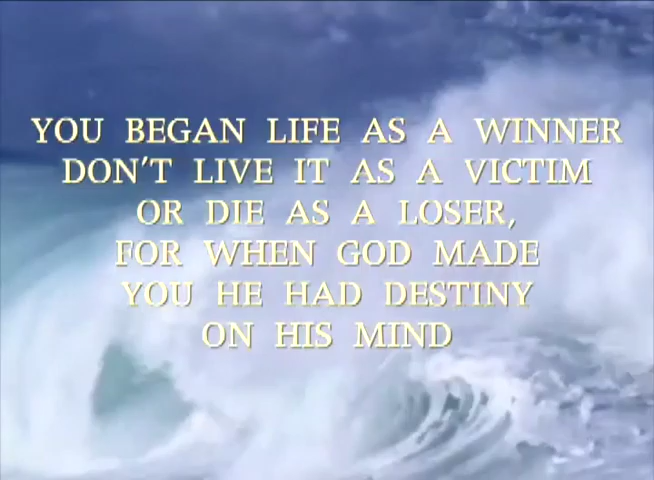 YOU BEGAN LIFE AS A WINNER
DON'T LIVE IT AS A VICTIM
OR DIE AS A LOSER,
FOR WHEN GOD MADE
YOU HE HAD DESTINY
ON HIS MIND